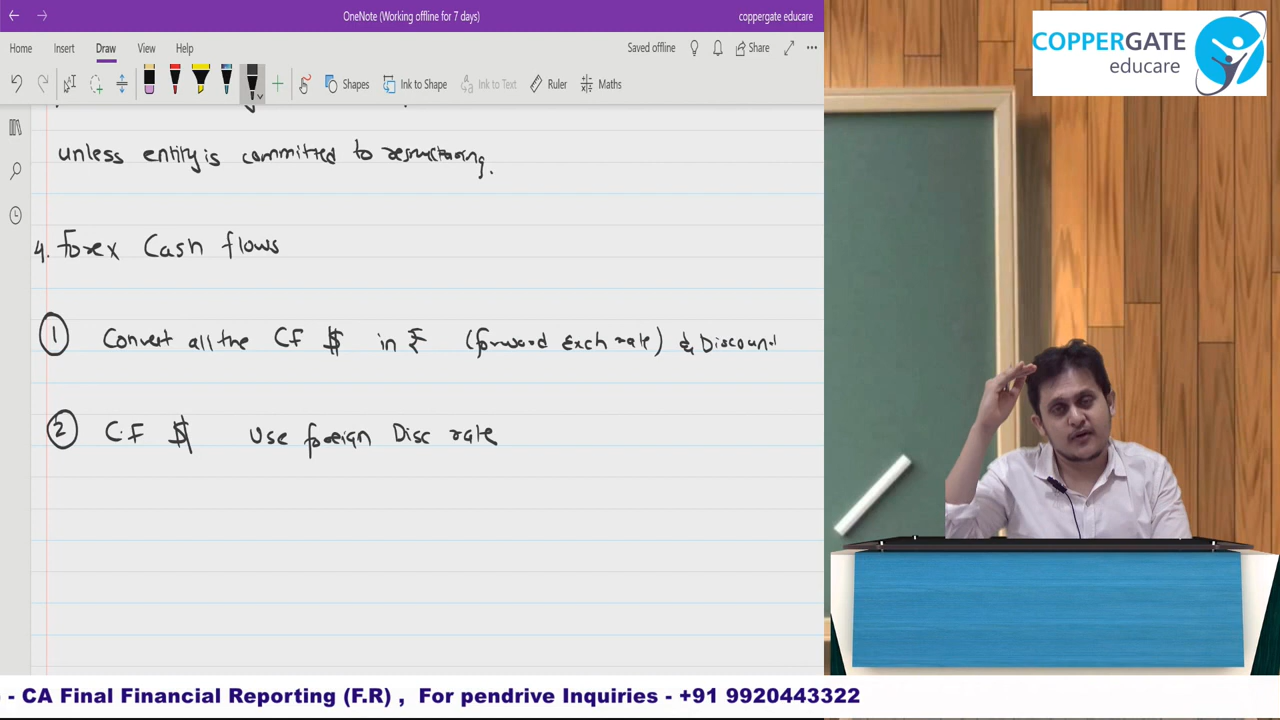 OneNote (Working offline for 7 days)
coppergate educare
Home Insert Draw View Help
Saved offline Share
Shapes Ink to Shape Ink to Text Ruler Maths
COPPERGATE
educare
unless entity is committed to restructuring.
4. Forex Cash flows
① Convert all the CF $ in ₹ (forward Exch rate) & Discount
② C.F $ Use foreign Disc rate
- CA Final Financial Reporting (F.R) , For pendrive Inquiries - +91 9920443322